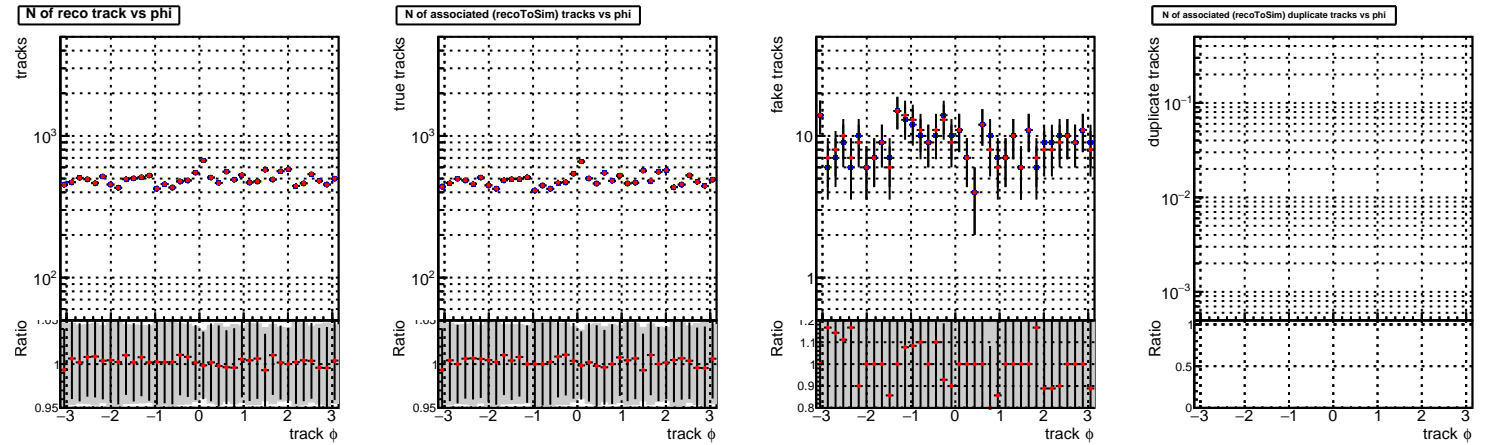 N of reco track vs phi
tracks
10³
10²
Ratio
1.05
1
0.95
−3 −2 −1 0 1 2 3
track ϕ
N of associated (recoToSim) tracks vs phi
true tracks
10³
10²
Ratio
1.05
1
0.95
−3 −2 −1 0 1 2 3
track ϕ
fake tracks
10
1
Ratio
1.2
1.1
1
0.9
0.8
−3 −2 −1 0 1 2 3
track ϕ
N of associated (recoToSim) duplicate tracks vs phi
duplicate tracks
10⁻¹
10⁻²
10⁻³
Ratio
1
0.5
0
−3 −2 −1 0 1 2 3
track ϕ